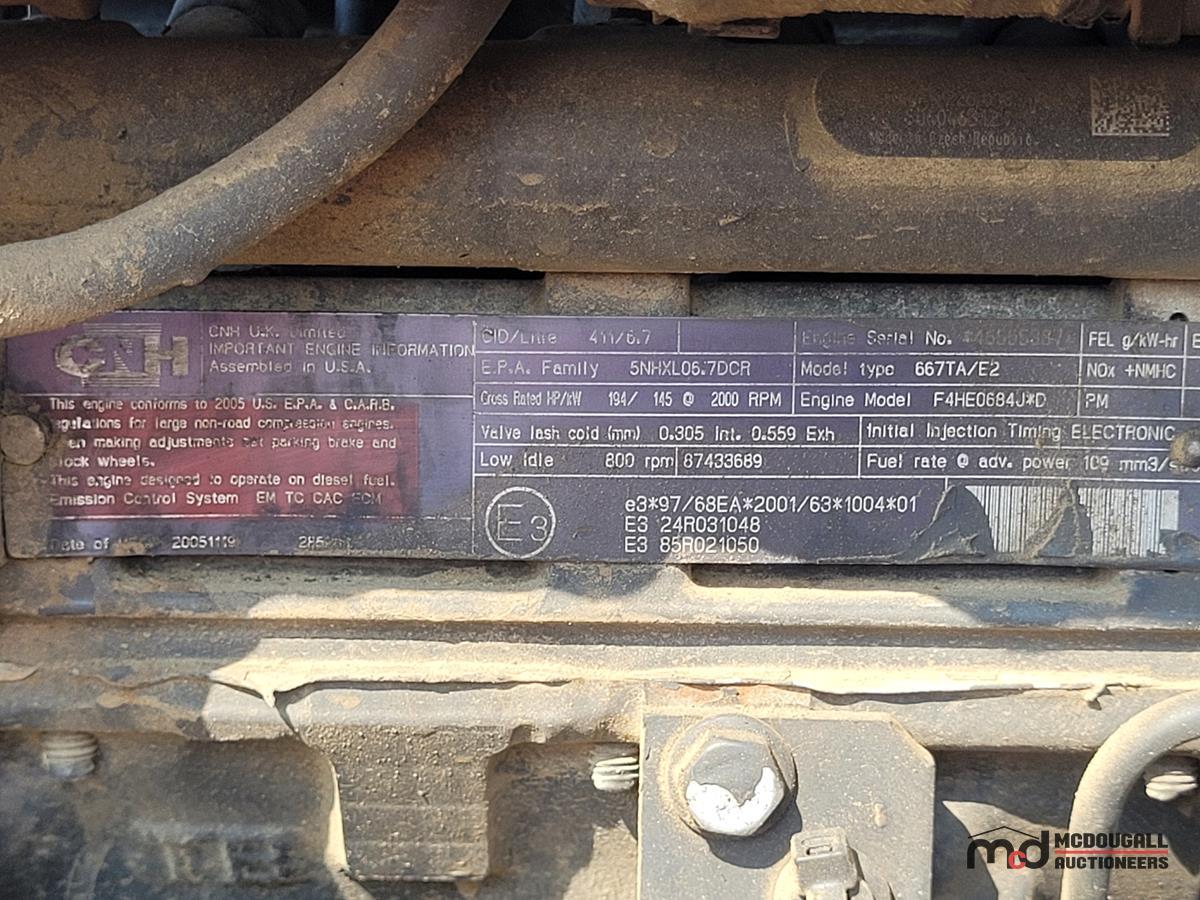 Made in Czech Republic
CNH
CNH U.K. Limited
IMPORTANT ENGINE INFORMATION
Assembled in U.S.A.
This engine conforms to 2005 U.S. E.P.A. & C.A.R.B.
regulations for large non-road compression engines.
When making adjustments set parking brake and
block wheels.
This engine designed to operate on diesel fuel.
Emission Control System EM TC CAC ECM
Date of 20051119
CID/Litre 411/6.7
E.P.A. Family 5NHXL06.7DCR
Gross Rated HP/kW 194/ 145 @ 2000 RPM
Valve lash cold (mm) 0.305 Int. 0.559 Exh
Low Idle 800 rpm 87433689
E3
e3*97/68EA*2001/63*1004*01
E3 24R031048
E3 85R021050
Engine Serial No.
Model type 667TA/E2
Engine Model F4HE0684J*D
Initial Injection Timing ELECTRONIC
Fuel rate @ adv. power 109 mm3/s
FEL g/kW-hr E
NOx +NMHC
PM
mcd MCDOUGALL
AUCTIONEERS